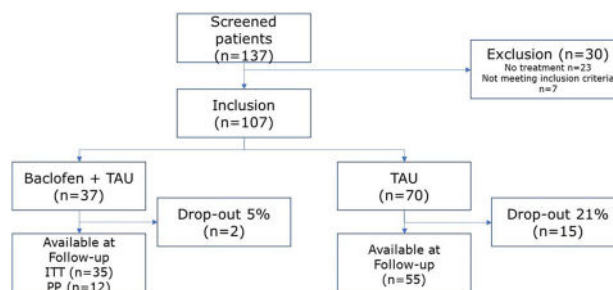 Screened
patients
(n=137)
Exclusion (n=30)
No treatment n=23
Not meeting inclusion criteria
n=7
Inclusion
(n=107)
Baclofen + TAU
(n=37)
TAU
(n=70)
Drop-out 5%
(n=2)
Drop-out 21%
(n=15)
Available at
Follow-up
ITT (n=35)
PP (n=12)
Available at
Follow-up
(n=55)